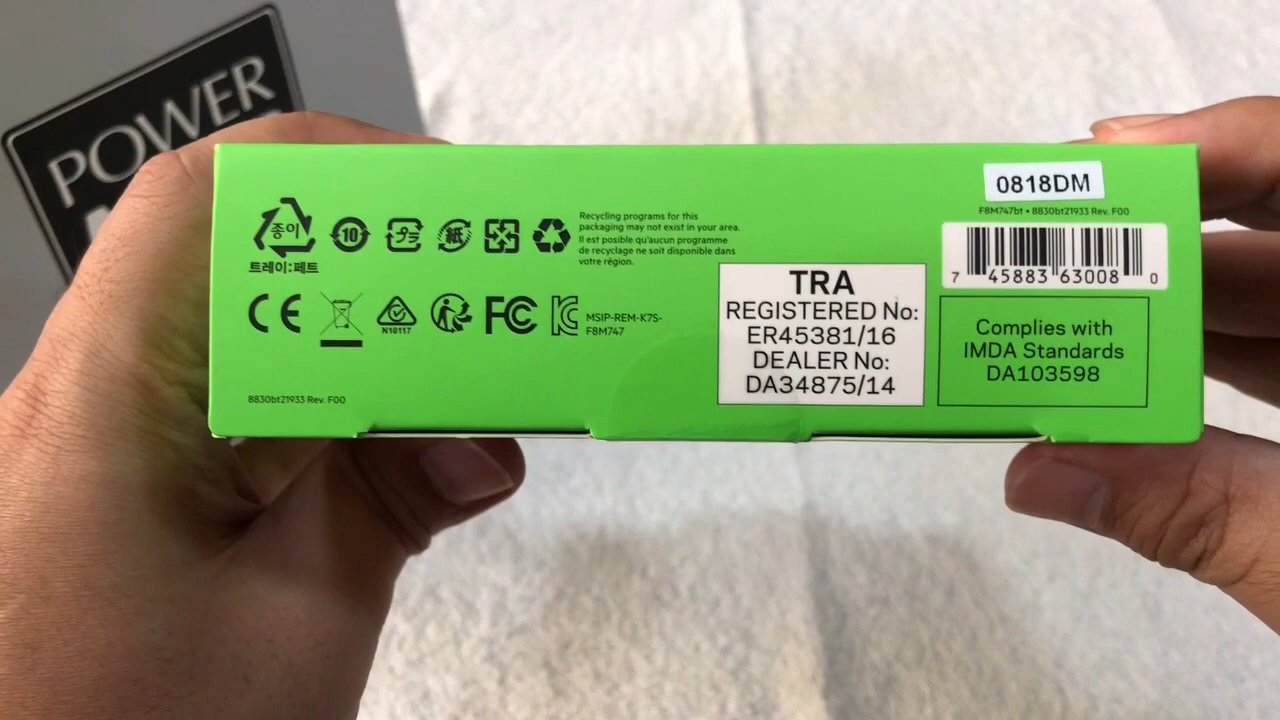 POWER
종이
트레이:페트
10
プラ
紙
Recycling programs for this
packaging may not exist in your area.
Il est posible qu'aucun programme
de recyclage ne soit disponible dans
votre région.
CE
N10117
FC
MSIP-REM-K7S-
F8M747
8830bt21933 Rev. F00
TRA
REGISTERED No:
ER45381/16
DEALER No:
DA34875/14
0818DM
F8M747bt • 8830bt21933 Rev. F00
7 45883 63008 0
Complies with
IMDA Standards
DA103598